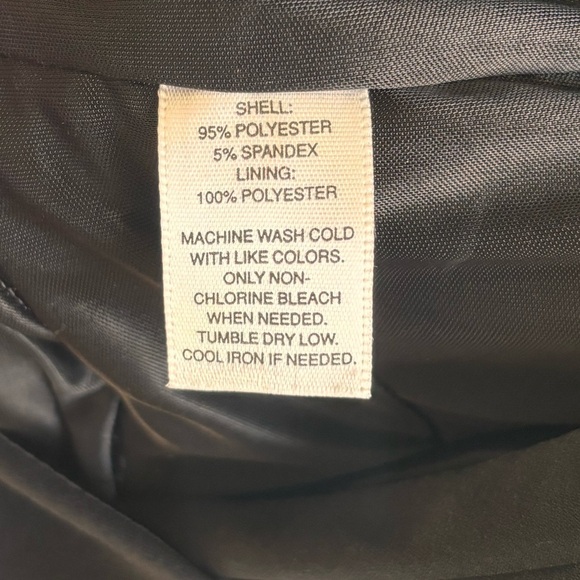 SHELL:
95% POLYESTER
5% SPANDEX
LINING:
100% POLYESTER
MACHINE WASH COLD
WITH LIKE COLORS.
ONLY NON-
CHLORINE BLEACH
WHEN NEEDED.
TUMBLE DRY LOW.
COOL IRON IF NEEDED.